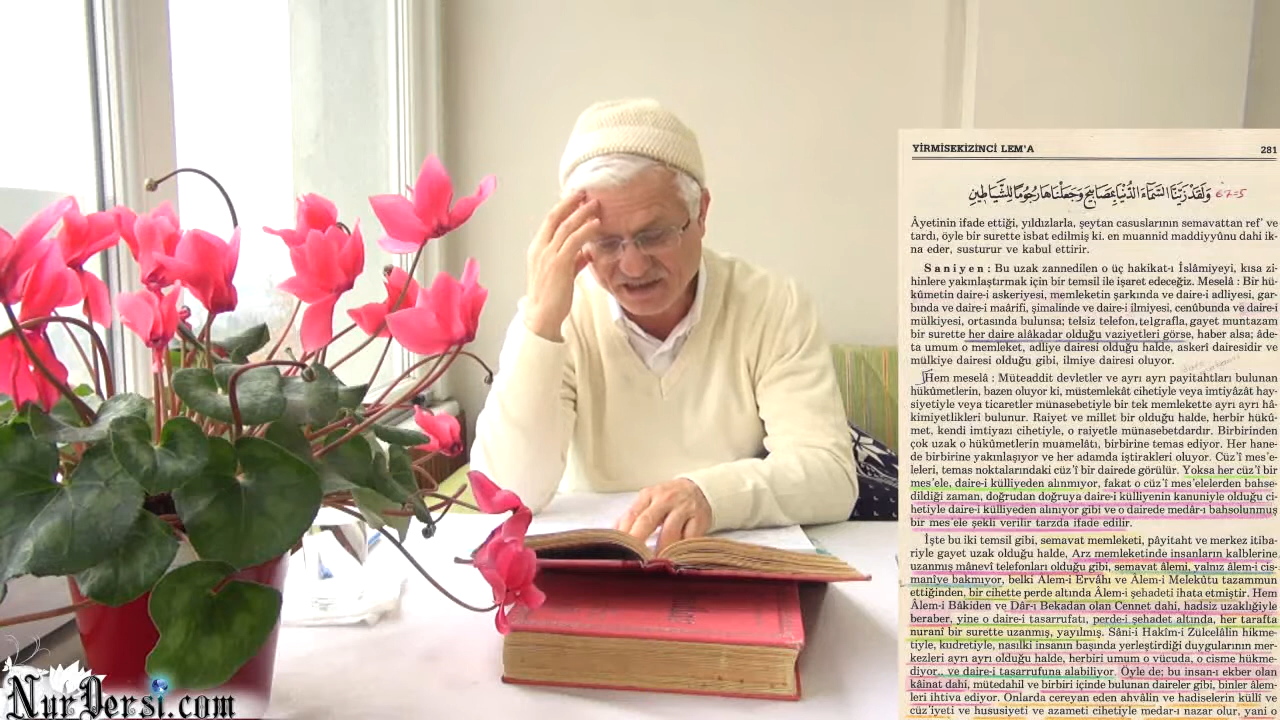 YİRMİSEKİZİNCİ LEM'A 281
وَلَقَدْ زَيَّنَّا السَّمَاءَ الدُّنْيَا بِمَصَابِيحَ وَجَعَلْنَاهَا رُجُومًا لِلشَّيَاطِينِ 67=5
Âyetinin ifade ettiği, yıldızlarla, şeytan casuslarının semavattan ref' ve
tardı, öyle bir surette isbat edilmiş ki. en muannid maddiyyûnu dahi ik-
na eder, susturur ve kabul ettirir.
Saniyen : Bu uzak zannedilen o üç hakikat-ı İslâmiyeyi, kısa zi-
hinlere yakınlaştırmak için bir temsil ile işaret edeceğiz. Meselâ : Bir hü-
kûmetin daire-i askeriyesi, memleketin şarkında ve daire-i adliyesi, gar-
bında ve daire-i maârifi, şimalinde ve daire-i ilmiyesi, cenûbunda ve daire-i
mülkiyesi, ortasında bulunsa; telsiz telefon, telgrafla, gayet muntazam
bir surette her daire alâkadar olduğu vaziyetleri görse, haber alsa; âde-
ta umum o memleket, adliye dairesi olduğu halde, askerî dairesidir ve
mülkiye dairesi olduğu gibi, ilmiye dairesi oluyor.
Hem meselâ : Müteaddit devletler ve ayrı ayrı payitahtları bulunan
hükûmetlerin, bazen oluyor ki, müstemlekât cihetiyle veya imtiyâzât hay-
siyetiyle veya ticaretler münasebetiyle bir tek memlekette ayrı ayrı hâ-
kimiyetlikleri bulunur. Raiyet ve millet bir olduğu halde, herbir hükû-
met, kendi imtiyazı cihetiyle, o raiyetle münasebetdardır. Birbirinden
çok uzak o hükûmetlerin muamelâtı, birbirine temas ediyor. Her hane-
de birbirine yakınlaşıyor ve her adamda iştirakleri oluyor. Cüz'î mes'e-
leleri, temas noktalarındaki cüz'î bir dairede görülür. Yoksa her cüz'î bir
mes'ele, daire-i külliyeden alınmıyor, fakat o cüz'î mes'elelerden bahse-
dildiği zaman, doğrudan doğruya daire-i külliyenin kanuniyle olduğu ci-
hetiyle daire-i külliyeden alınıyor gibi ve o dairede medâr-ı bahsolunmuş
bir mes ele şekli verilir tarzda ifade edilir.
İşte bu iki temsil gibi, semavat memleketi, pâyitaht ve merkez itiba-
riyle gayet uzak olduğu halde, Arz memleketinde insanların kalblerine
uzanmış mânevî telefonları olduğu gibi, semavat âlemi, yalnız âlem-i cis-
manîye bakmıyor, belki Âlem-i Ervâhı ve Âlem-i Melekûtu tazammun
ettiğinden, bir cihette perde altında Âlem-i şehadeti ihata etmiştir. Hem
Âlem-i Bâkiden ve Dâr-ı Bekadan olan Cennet dahi, hadsiz uzaklığiyle
beraber, yine o daire-i tasarrufatı, perde-i şehadet altında, her tarafta
nuranî bir surette uzanmış, yayılmış. Sâni-i Hakîm-i Zülcelâlin hikme-
tiyle, kudretiyle, nasılki insanın başında yerleştirdiği duygularının mer-
kezleri ayrı ayrı olduğu halde, herbiri umum o vücuda, o cisme hükme-
diyor.. ve daire-i tasarrufuna alabiliyor. Öyle de; bu insan-ı ekber olan
kâinat dahi, mütedahil ve birbiri içinde bulunan daireler gibi, binler âlem-
leri ihtiva ediyor. Onlarda cereyan eden ahvâlin ve hâdiselerin küllî ve
cüz'iyeti ve hususiyeti ve azameti cihetiyle medar-ı nazar olur, yani o
NurDersi.com